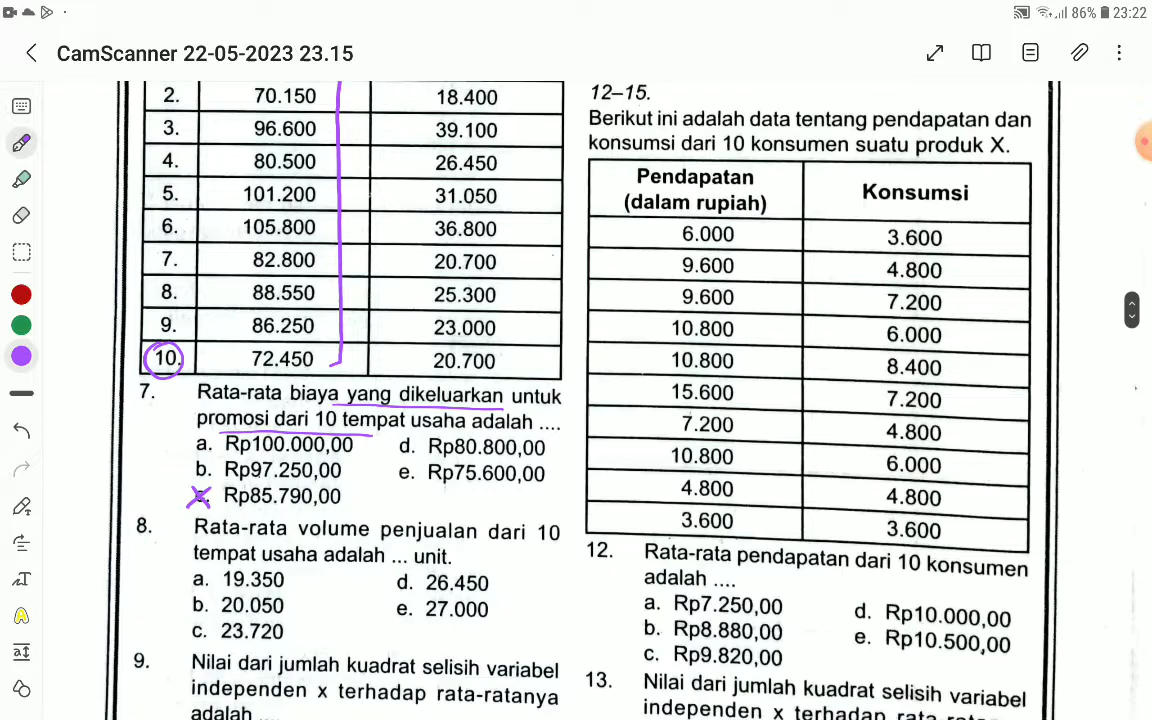 86% 23:22
CamScanner 22-05-2023 23.15
2. 70.150 18.400
3. 96.600 39.100
4. 80.500 26.450
5. 101.200 31.050
6. 105.800 36.800
7. 82.800 20.700
8. 88.550 25.300
9. 86.250 23.000
10. 72.450 20.700
7. Rata-rata biaya yang dikeluarkan untuk
promosi dari 10 tempat usaha adalah ....
a. Rp100.000,00 d. Rp80.800,00
b. Rp97.250,00 e. Rp75.600,00
Rp85.790,00
8. Rata-rata volume penjualan dari 10
tempat usaha adalah ... unit.
a. 19.350 d. 26.450
b. 20.050 e. 27.000
c. 23.720
9. Nilai dari jumlah kuadrat selisih variabel
independen x terhadap rata-ratanya
adalah ....
12–15.
Berikut ini adalah data tentang pendapatan dan
konsumsi dari 10 konsumen suatu produk X.
Pendapatan
(dalam rupiah) Konsumsi
6.000 3.600
9.600 4.800
9.600 7.200
10.800 6.000
10.800 8.400
15.600 7.200
7.200 4.800
10.800 6.000
4.800 4.800
3.600 3.600
12. Rata-rata pendapatan dari 10 konsumen
adalah ....
a. Rp7.250,00 d. Rp10.000,00
b. Rp8.880,00 e. Rp10.500,00
c. Rp9.820,00
13. Nilai dari jumlah kuadrat selisih variabel
independen x terhadap